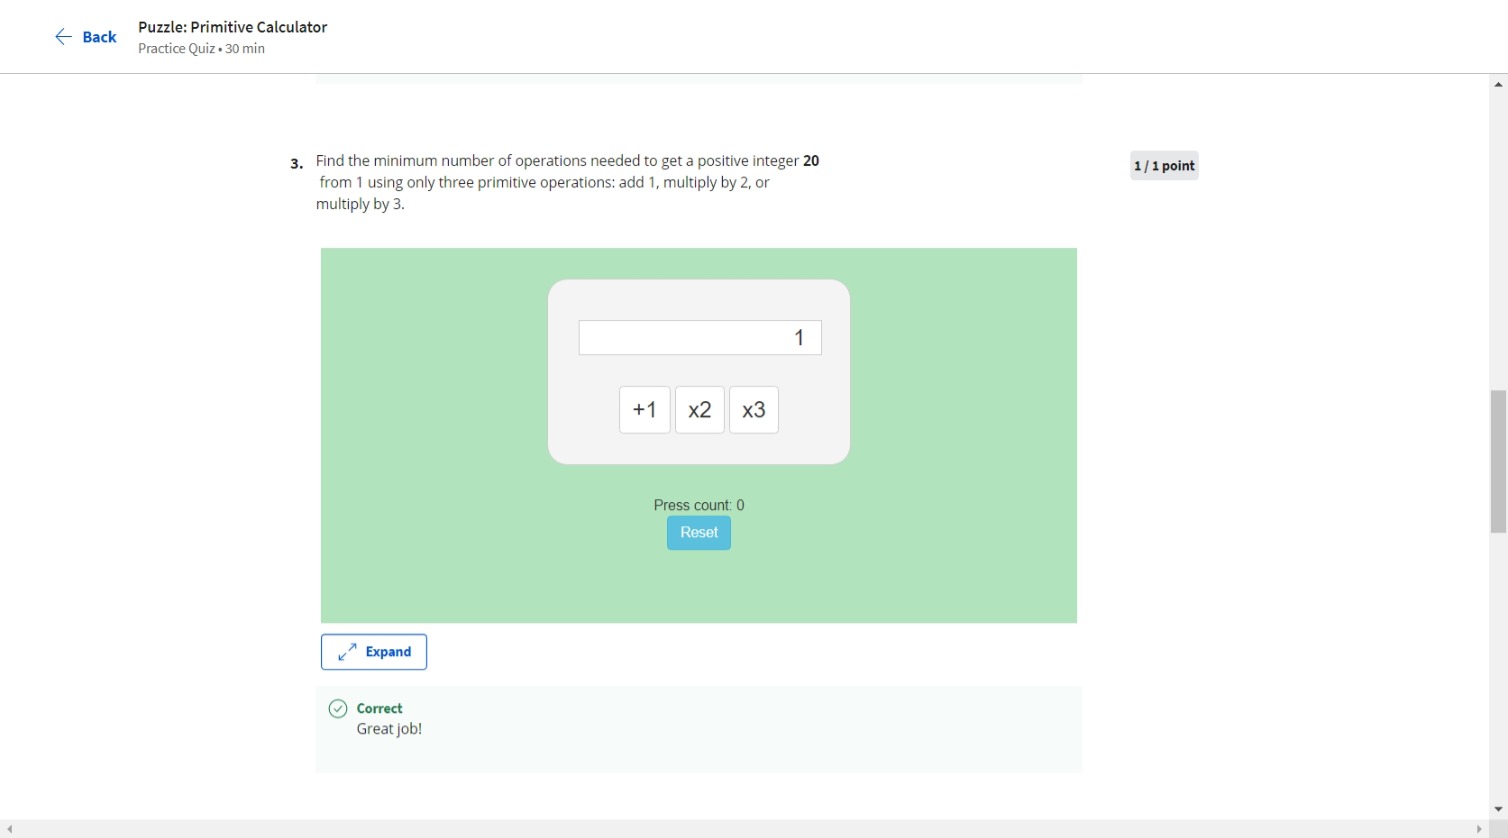 Back
Puzzle: Primitive Calculator
Practice Quiz • 30 min
3. Find the minimum number of operations needed to get a positive integer 20
from 1 using only three primitive operations: add 1, multiply by 2, or
multiply by 3.
1 / 1 point
1
+1 x2 x3
Press count: 0
Reset
Expand
Correct
Great job!